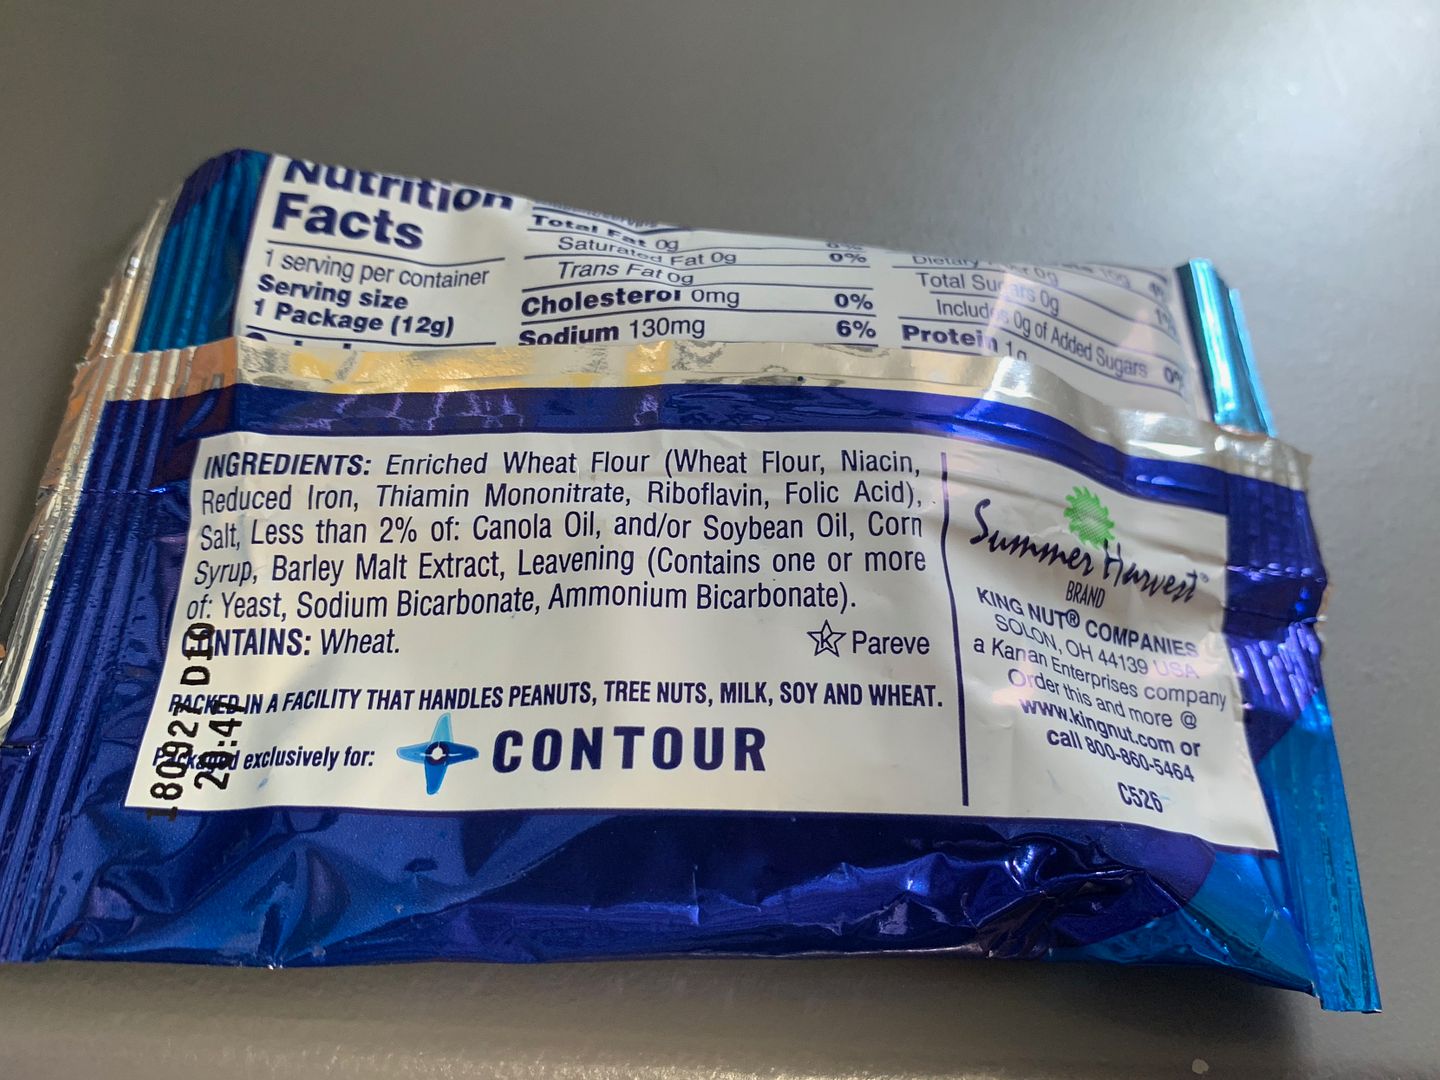 Nutrition
Facts
1 serving per container
Serving size
1 Package (12g)
Total Fat 0g
Saturated Fat 0g 0%
Trans Fat 0g
Cholesterol 0mg 0%
Sodium 130mg 6%
Dietary 0g
Total Sugars 0g
Includes 0g of Added Sugars 0%
Protein 1g
INGREDIENTS: Enriched Wheat Flour (Wheat Flour, Niacin,
Reduced Iron, Thiamin Mononitrate, Riboflavin, Folic Acid),
Salt, Less than 2% of: Canola Oil, and/or Soybean Oil, Corn
Syrup, Barley Malt Extract, Leavening (Contains one or more
of: Yeast, Sodium Bicarbonate, Ammonium Bicarbonate).
CONTAINS: Wheat.
K Pareve
PACKED IN A FACILITY THAT HANDLES PEANUTS, TREE NUTS, MILK, SOY AND WHEAT.
Packaged exclusively for:
CONTOUR
180927 D10
Summer Harvest®
BRAND
KING NUT® COMPANIES
SOLON, OH 44139 USA
a Kanan Enterprises company
Order this and more @
www.kingnut.com or
call 800-860-5464
C526